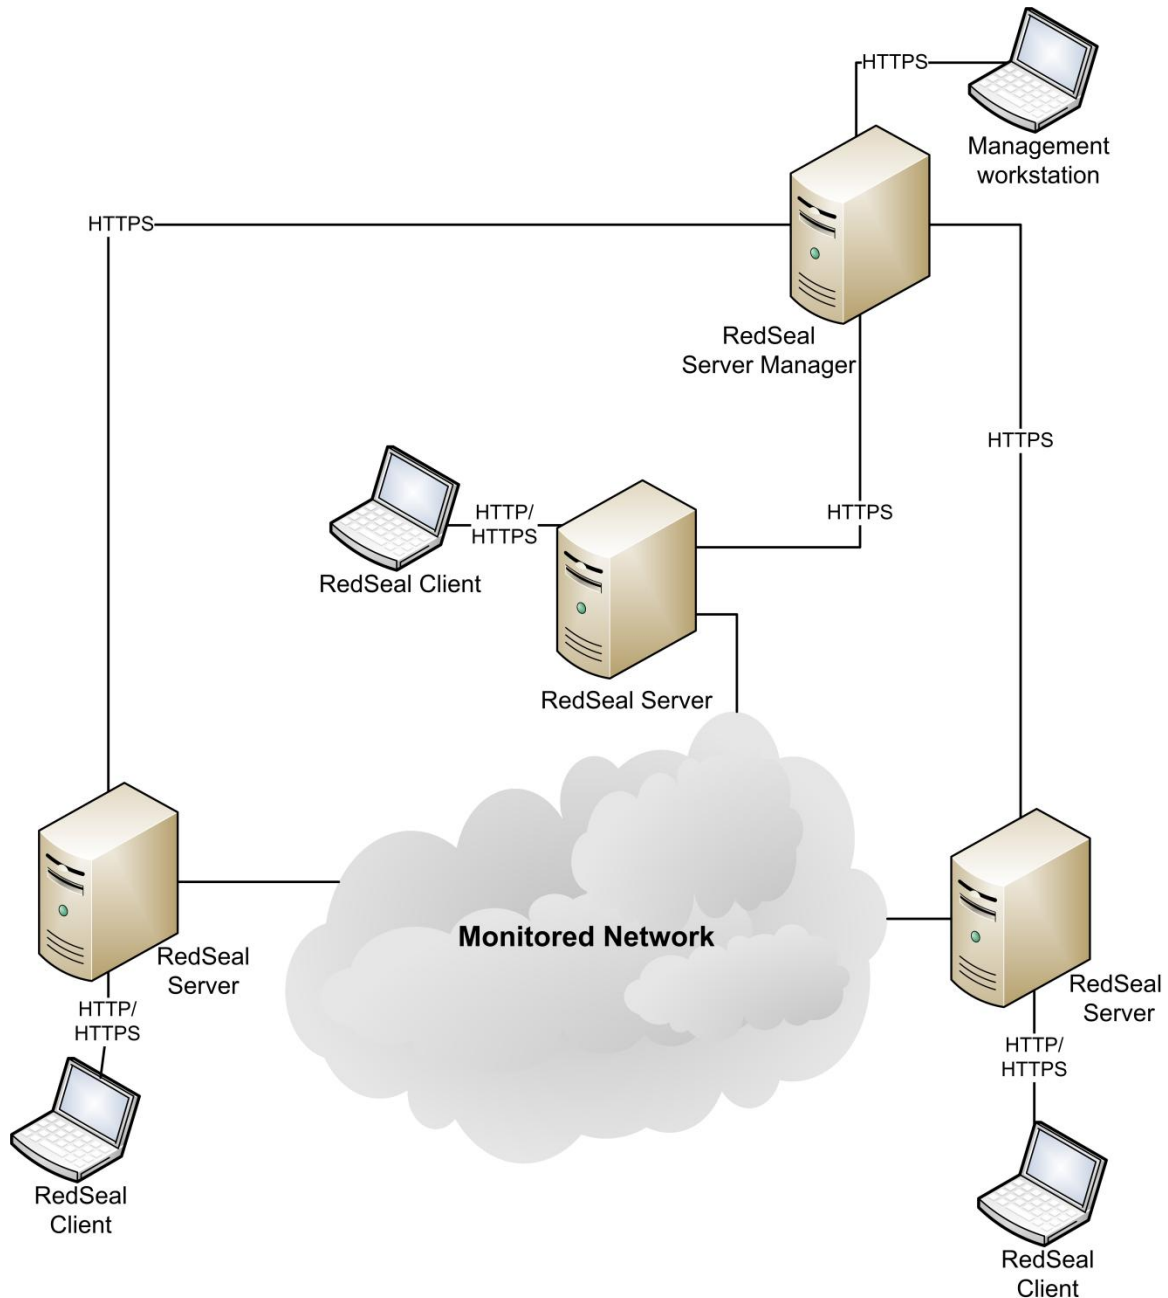 HTTPS
Management
workstation
HTTPS
RedSeal
Server Manager
HTTPS
HTTP/
HTTPS
HTTPS
RedSeal Client
RedSeal Server
Monitored Network
RedSeal
Server
RedSeal
Server
HTTP/
HTTPS
HTTP/
HTTPS
RedSeal
Client
RedSeal
Client